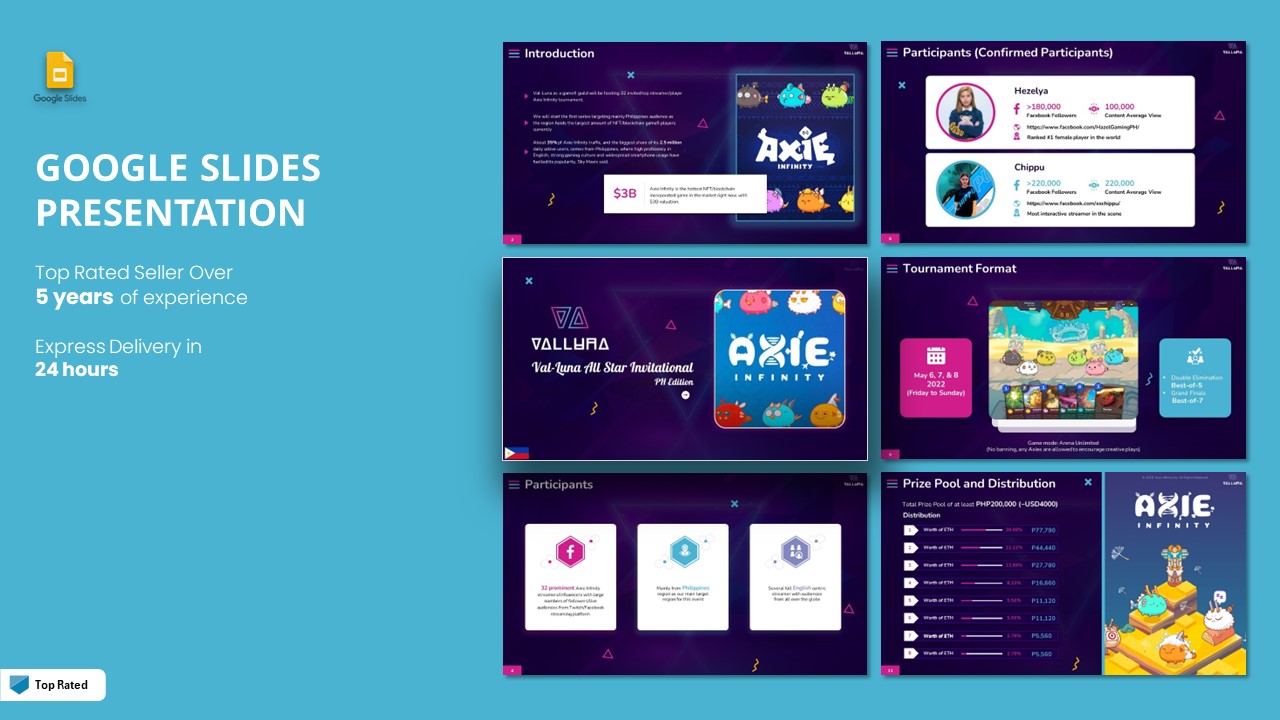 Google Slides
GOOGLE SLIDES
PRESENTATION
Top Rated Seller Over
5 years of experience
Express Delivery in
24 hours
Top Rated
Introduction
VALLUNA
Val Luna as a gamefi guild will be hosting 32 invited top streamer/player
Axie Infinity tournament.
We will start the first series targeting mainly Philippines audience as
the region holds the largest amount of NFT/blockchain gamefi players
currently
About 35% of Axie Infinity traffic, and the biggest share of its 2.5 million
daily active users, comes from Philippines, where high proficiency in
English, strong gaming culture and widespread smartphone usage have
fuelled its popularity, Sky Mavis said.
$3B
Axie Infinity is the hottest NFT/blockchain
incorporated game in the market right now with
$3B valuation.
AXIE
INFINITY
2
Participants (Confirmed Participants)
VALLUNA
Hezelya
>180,000
Facebook Followers
100,000
Content Average View
https://www.facebook.com/HazelGamingPH/
Ranked #1 female player in the world
Chippu
>220,000
Facebook Followers
220,000
Content Average View
https://www.facebook.com/xxchippu/
Most interactive streamer in the scene
VALLUNA
Val-Luna All Star Invitational
PH Edition
AXIE
INFINITY
Tournament Format
VALLUNA
May 6, 7, & 8
2022
(Friday to Sunday)
Double Elimination
Best-of-5
Grand Finals
Best-of-7
Game mode: Arena Unlimited
(No banning, any Axies are allowed to encourage creative plays)
Participants
VALLUNA
32 prominent Axie Infinity
streamers/influencers with large
numbers of follower/live
audiences from Twitch/Facebook
streaming platform
Mainly from Philippines
region as our main target
region for this event
Several full English centric
streamer with audiences
from all over the globe
4
Prize Pool and Distribution
Total Prize Pool of at least PHP200,000 (~USD4000)
Distribution
1 Worth of ETH 38.89% P77,780
2 Worth of ETH 22.22% P44,440
3 Worth of ETH 13.89% P27,780
4 Worth of ETH 8.33% P16,660
5 Worth of ETH 5.56% P11,120
6 Worth of ETH 5.56% P11,120
7 Worth of ETH 2.78% P5,560
8 Worth of ETH 2.78% P5,560
11
VALLUNA
AXIE
INFINITY